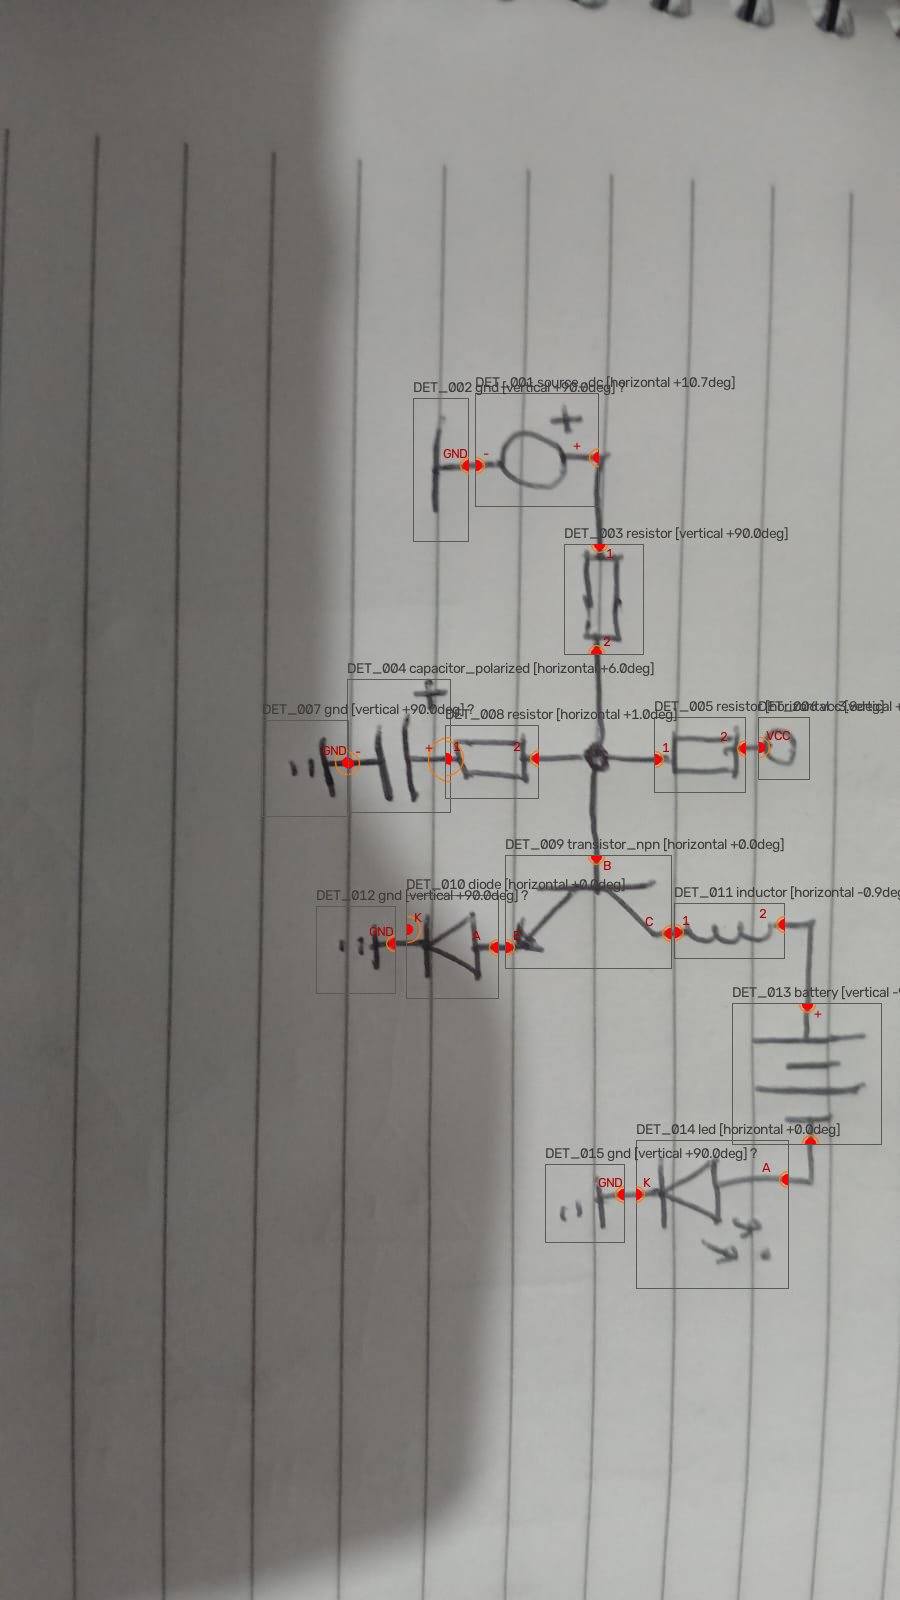 DET_001 source_dc [horizontal +10.7deg]
DET_002 gnd [vertical +90.0deg] ?
+
GND
-
+
DET_003 resistor [vertical +90.0deg]
1
2
DET_004 capacitor_polarized [horizontal +6.0deg]
+
DET_007 gnd [vertical +90.0deg] ?
DET_008 resistor [horizontal +1.0deg]
DET_005 resistor [horizontal
GND
-
+
1
2
1
2
VCC
DET_009 transistor_npn [horizontal +0.0deg]
B
DET_010 diode [horizontal +0.0deg]
DET_012 gnd [vertical +90.0deg] ?
DET_011 inductor [horizontal -0.9deg
K
GND
A
C
1
2
DET_013 battery [vertical
+
DET_014 led [horizontal +0.0deg]
DET_015 gnd [vertical +90.0deg] ?
A
GND
K